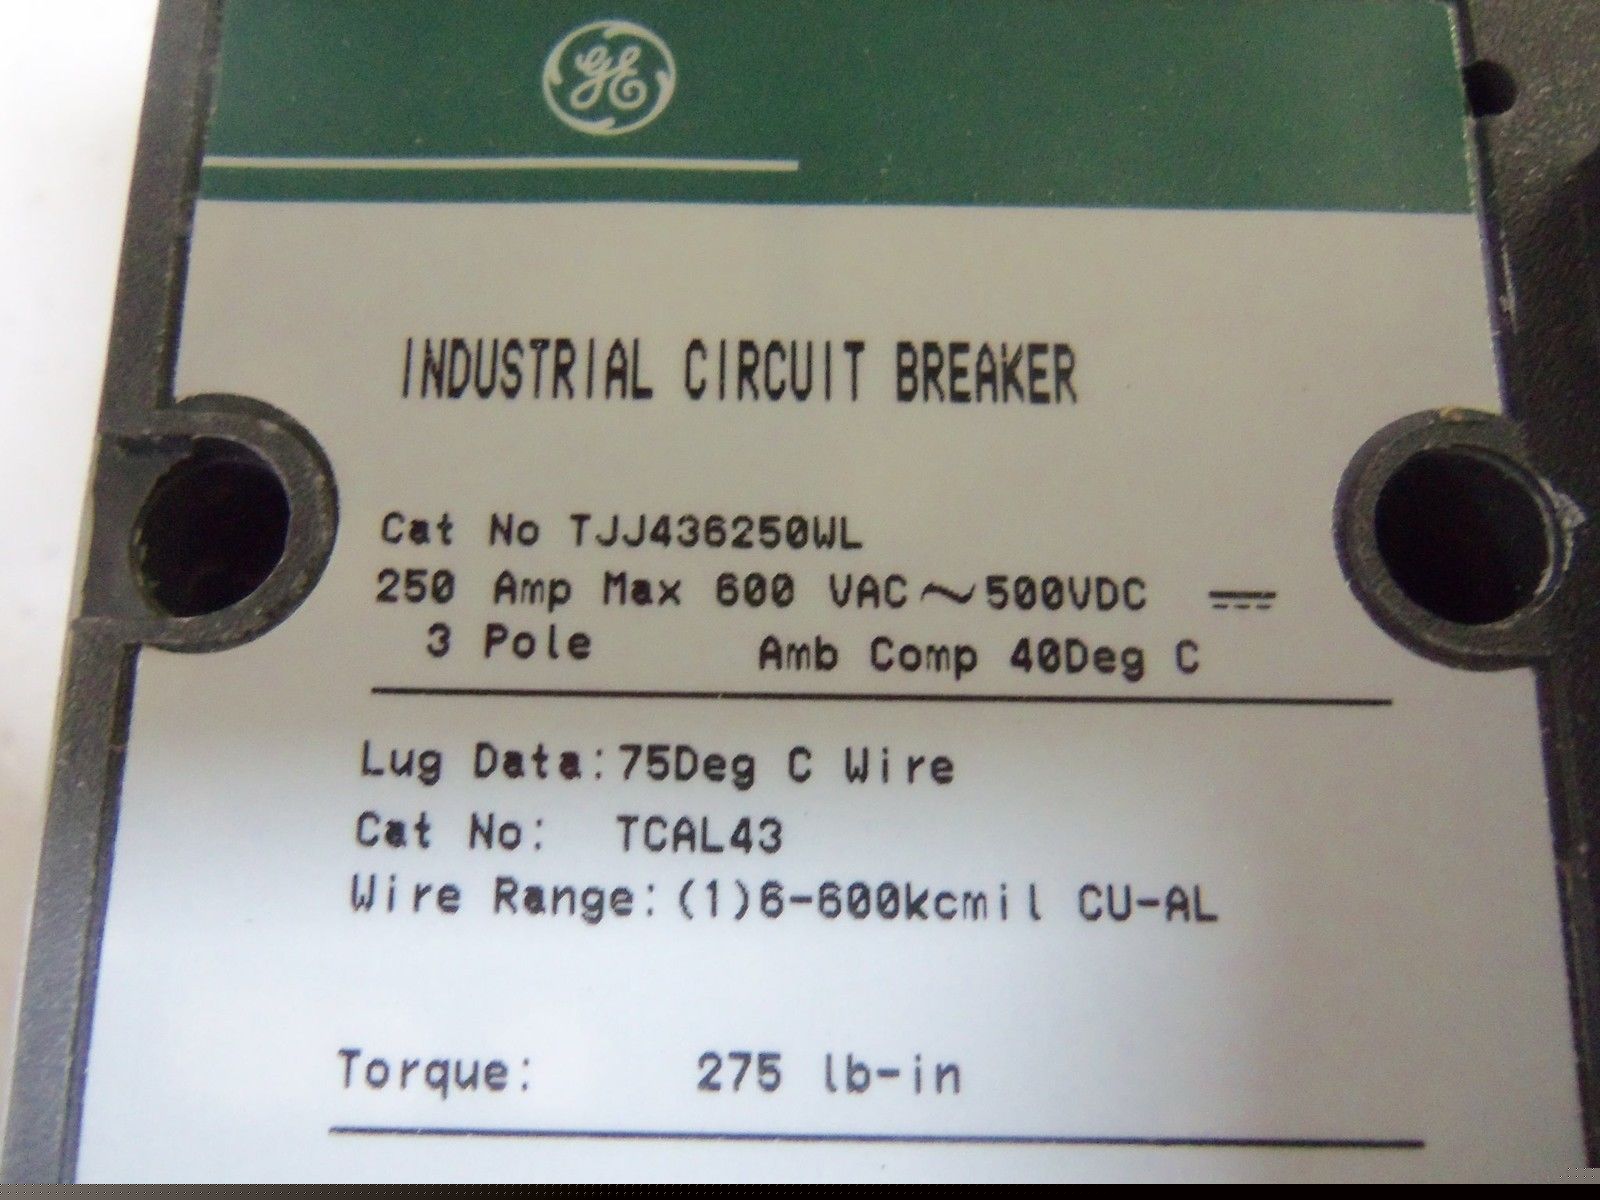 GE
INDUSTRIAL CIRCUIT BREAKER
Cat No TJJ436250WL
250 Amp Max 600 VAC～500VDC ⎓
3 Pole Amb Comp 40Deg C
Lug Data:75Deg C Wire
Cat No: TCAL43
Wire Range:(1)6-600kcmil CU-AL
Torque: 275 lb-in